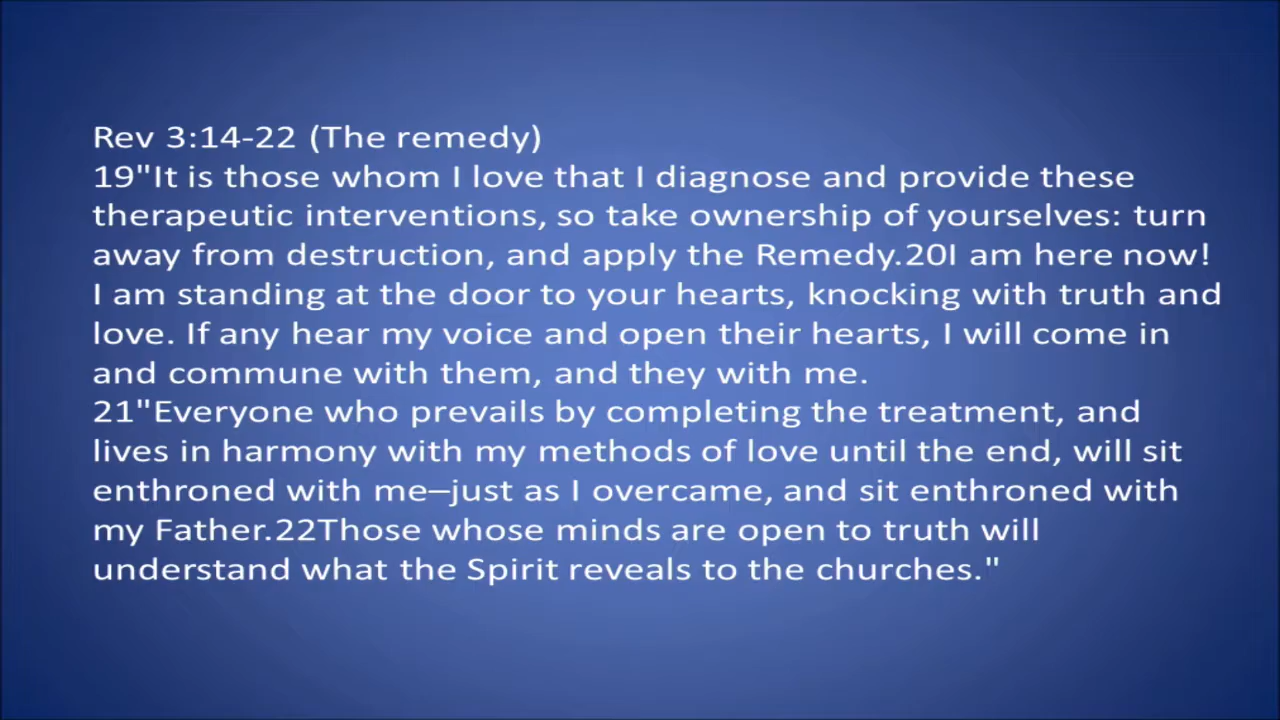 Rev 3:14-22 (The remedy)
19"It is those whom I love that I diagnose and provide these
therapeutic interventions, so take ownership of yourselves: turn
away from destruction, and apply the Remedy.20I am here now!
I am standing at the door to your hearts, knocking with truth and
love. If any hear my voice and open their hearts, I will come in
and commune with them, and they with me.
21"Everyone who prevails by completing the treatment, and
lives in harmony with my methods of love until the end, will sit
enthroned with me–just as I overcame, and sit enthroned with
my Father.22Those whose minds are open to truth will
understand what the Spirit reveals to the churches."